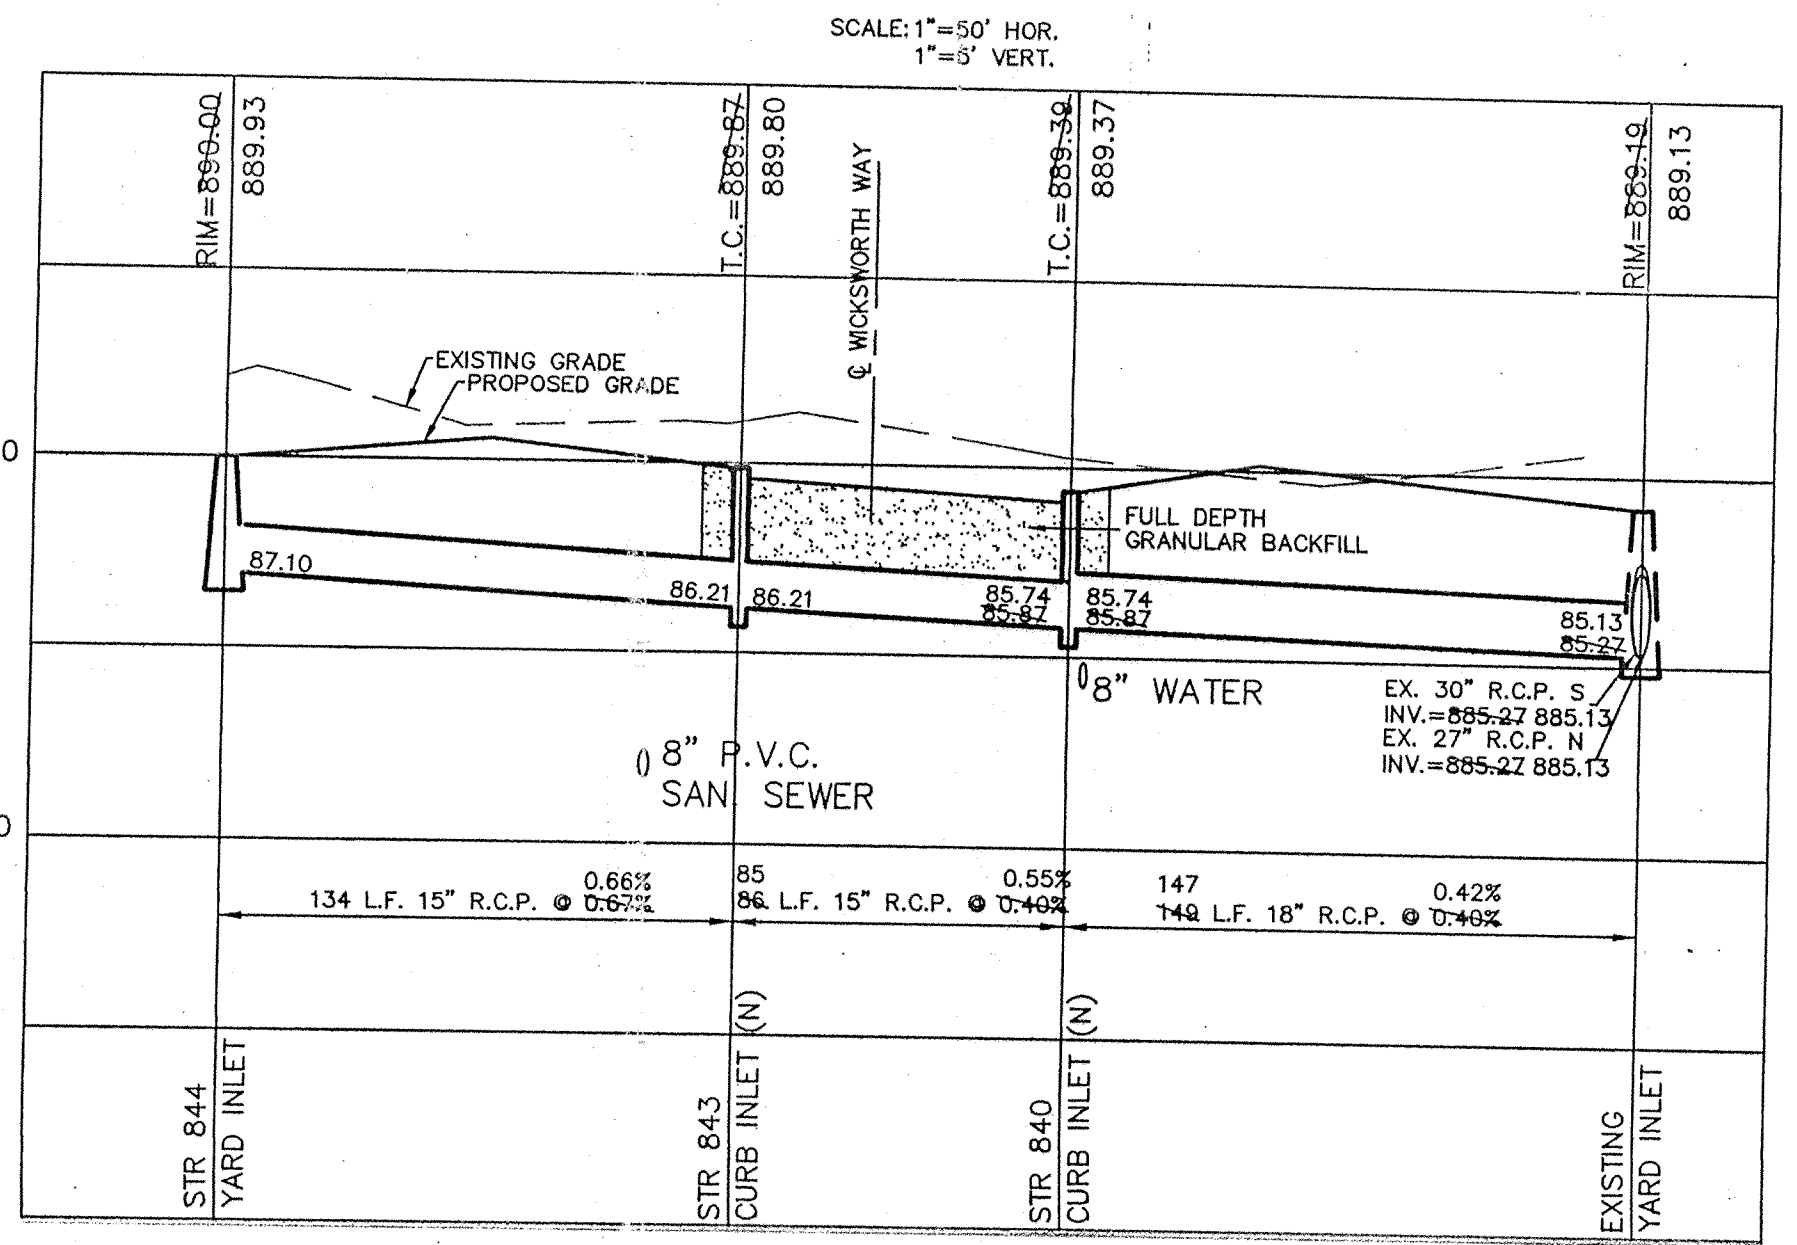 SCALE: 1"=50' HOR.
1"=5' VERT.
RIM=890.00
889.93
T.C.=889.87
889.80
℄ WICKSWORTH WAY
T.C.=889.39
889.37
RIM=889.19
889.13
EXISTING GRADE
PROPOSED GRADE
0
FULL DEPTH
GRANULAR BACKFILL
87.10
86.21
86.21
85.74
85.87
85.74
85.87
85.13
85.27
8" WATER
EX. 30" R.C.P. S
INV.=885.27 885.13
EX. 27" R.C.P. N
INV.=885.27 885.13
8" P.V.C.
SAN. SEWER
0
0.66%
134 L.F. 15" R.C.P. @ 0.67%
85
0.55%
86 L.F. 15" R.C.P. @ 0.40%
147
0.42%
149 L.F. 18" R.C.P. @ 0.40%
STR 844
YARD INLET
STR 843
CURB INLET (N)
STR 840
CURB INLET (N)
EXISTING
YARD INLET